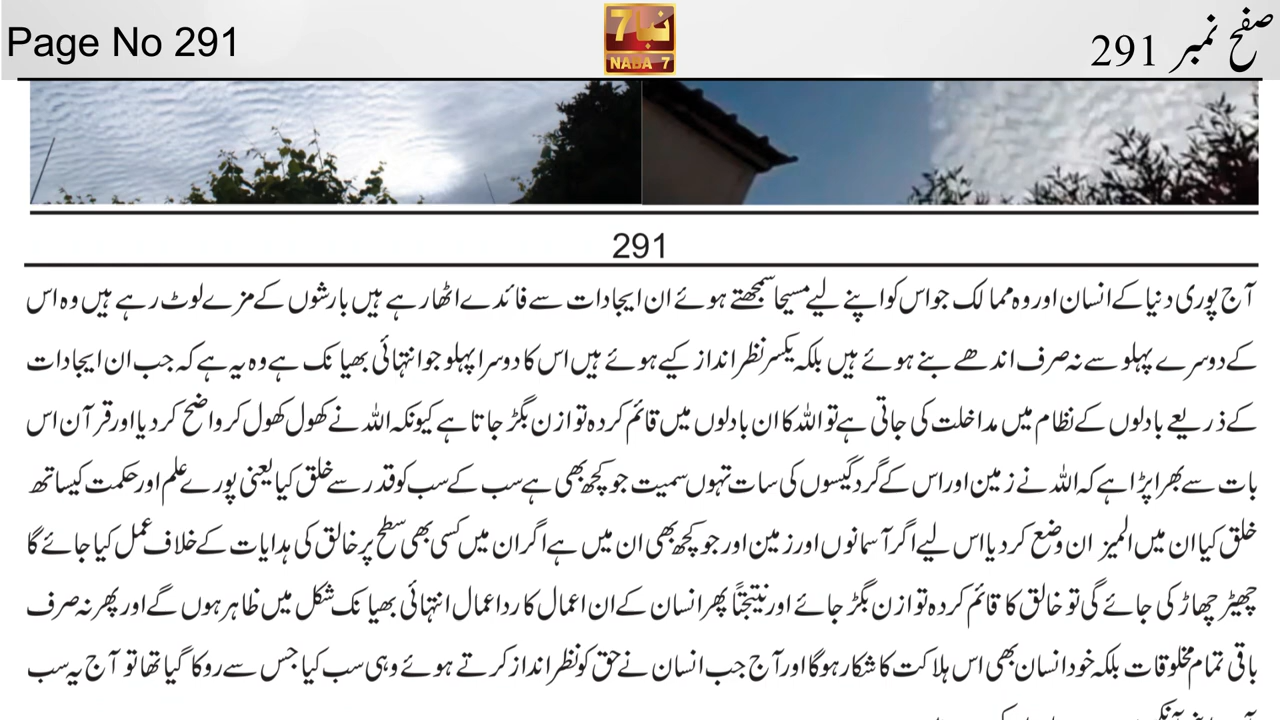 Page No 291
نبا 7
NABA 7
صفح نمبر 291
291
آج پوری دنیا کے انسان اور وہ ممالک جو اس کو اپنے لیے مسیحا سمجھتے ہوئے ان ایجادات سے فائدے اٹھا رہے ہیں بارشوں کے مزے لوٹ رہے ہیں وہ اس
کے دوسرے پہلو سے نہ صرف اندھے بنے ہوئے ہیں بلکہ یکسر نظر انداز کیے ہوئے ہیں اس کا دوسرا پہلو جو انتہائی بھیانک ہے وہ یہ ہے کہ جب ان ایجادات
کے ذریعے بادلوں کے نظام میں مداخلت کی جاتی ہے تو اللہ کا ان بادلوں میں قائم کردہ توازن بگڑ جاتا ہے کیونکہ اللہ نے کھول کھول کر واضح کر دیا اور قرآن اس
بات سے بھرا پڑا ہے کہ اللہ نے زمین اور اس کے گرد گیسوں کی سات تہوں سمیت جو کچھ بھی ہے سب کے سب کو قدر سے خلق کیا یعنی پورے علم اور حکمت کیساتھ
خلق کیا ان میں المیزان وضع کر دیا اس لیے اگر آسمانوں اور زمین اور جو کچھ بھی ان میں ہے اگر ان میں کسی بھی سطح پر خالق کی ہدایات کے خلاف عمل کیا جائے گا
چھیڑ چھاڑ کی جائے گی تو خالق کا قائم کردہ توازن بگڑ جائے اور نتیجتاً پھر انسان کے ان اعمال کا رد اعمال انتہائی بھیانک شکل میں ظاہر ہوں گے اور پھر نہ صرف
باقی تمام مخلوقات بلکہ خود انسان بھی اس ہلاکت کا شکار ہوگا اور آج جب انسان نے حق کو نظر انداز کرتے ہوئے وہی سب کیا جس سے روکا گیا تھا تو آج یہ سب